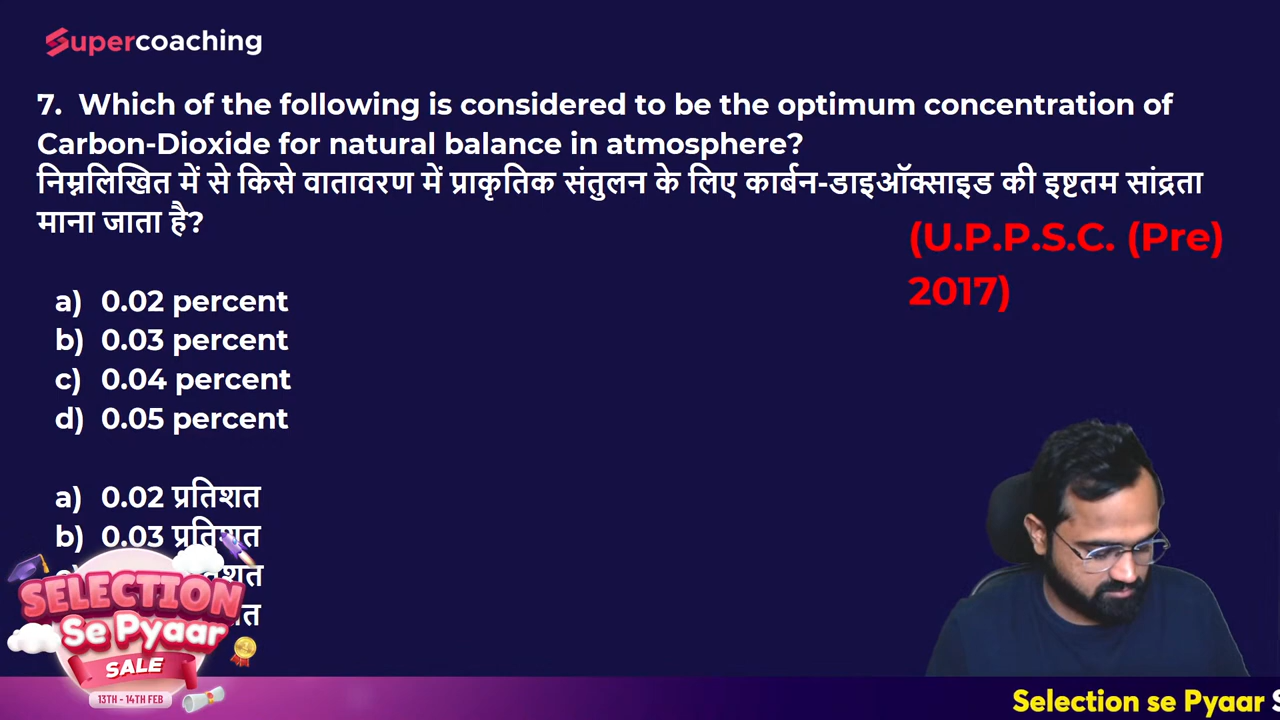 Supercoaching
7. Which of the following is considered to be the optimum concentration of
Carbon-Dioxide for natural balance in atmosphere?
निम्नलिखित में से किसे वातावरण में प्राकृतिक संतुलन के लिए कार्बन-डाइऑक्साइड की इष्टतम सांद्रता
माना जाता है?
(U.P.P.S.C. (Pre)
2017)
a) 0.02 percent
b) 0.03 percent
c) 0.04 percent
d) 0.05 percent
a) 0.02 प्रतिशत
b) 0.03 प्रतिशत
SELECTION
Se Pyaar
SALE
13TH - 14TH FEB
Selection se Pyaar